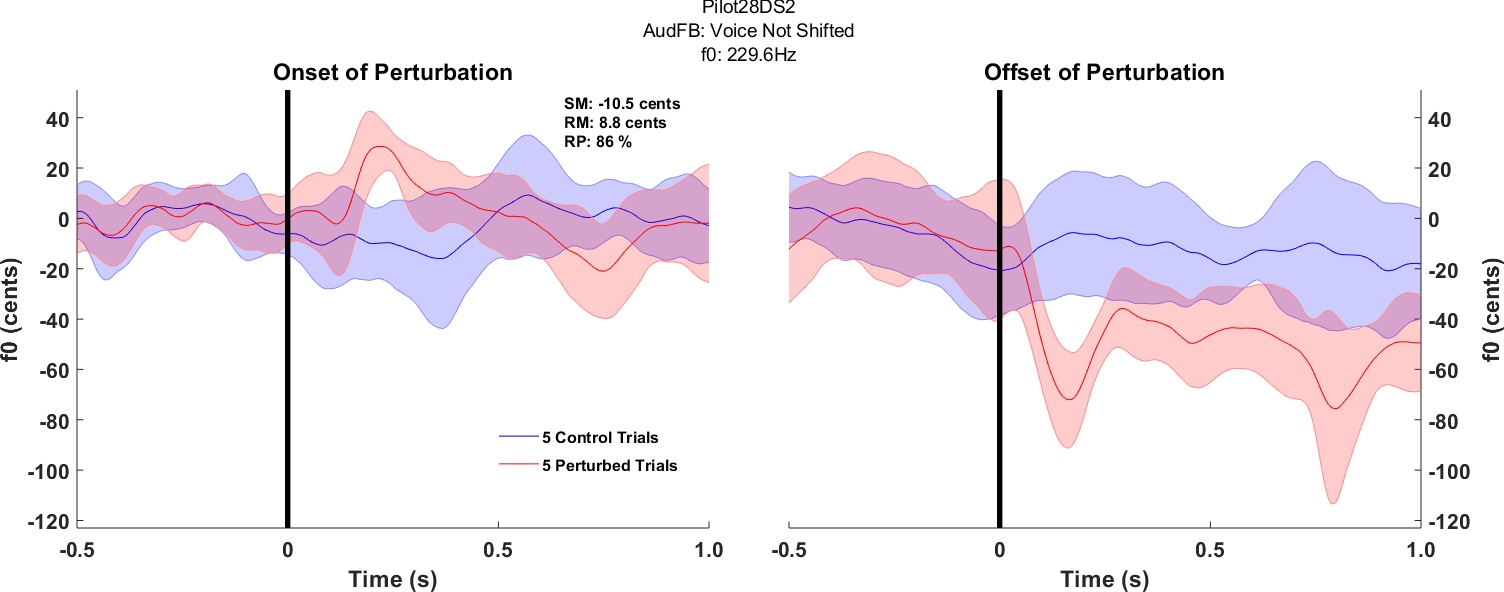 Pilot28DS2
AudFB: Voice Not Shifted
f0: 229.6Hz
Onset of Perturbation
SM: -10.5 cents
RM: 8.8 cents
RP: 86 %
40
20
0
-20
-40
-60
-80
-100
-120
f0 (cents)
-0.5
0
0.5
1.0
Time (s)
5 Control Trials
5 Perturbed Trials
Offset of Perturbation
40
20
0
-20
-40
-60
-80
-100
-120
f0 (cents)
-0.5
0
0.5
1.0
Time (s)